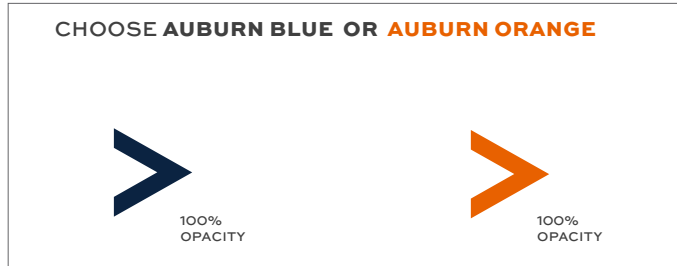 CHOOSE AUBURN BLUE OR AUBURN ORANGE
100%
OPACITY
100%
OPACITY